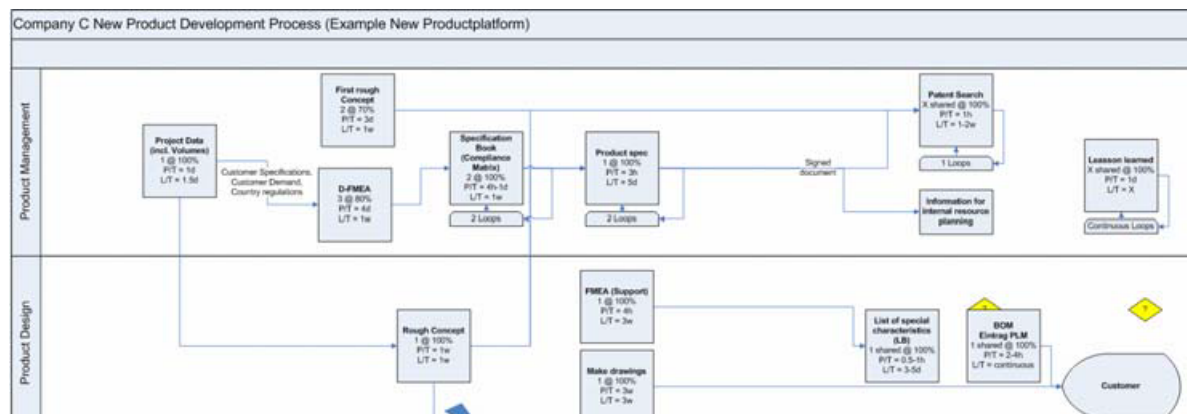 Company C New Product Development Process (Example New Productplatform)
Product Management
Project Data
(incl. Volumes)
1 @ 100%
P/T = 1d
L/T = 1.5d
Customer Specifications,
Customer Demand,
Country regulations
First rough
Concept
2 @ 70%
P/T = 3d
L/T = 1w
D-FMEA
3 @ 80%
P/T = 4d
L/T = 1w
Specification
Book
(Compliance
Matrix)
2 @ 100%
P/T = 4h-1d
L/T = 1w
2 Loops
Product spec
1 @ 100%
P/T = 3h
L/T = 5d
2 Loops
Signed
document
Patent Search
X shared @ 100%
P/T = 1h
L/T = 1-2w
1 Loops
Information for
internal resource
planning
Leasson learned
X shared @ 100%
P/T = 1d
L/T = X
Continuous Loops
Product Design
Rough Concept
1 @ 100%
P/T = 1w
L/T = 1w
FMEA (Support)
1 @ 100%
P/T = 4h
L/T = 3w
Make drawings
1 @ 100%
P/T = 3w
L/T = 3w
List of special
characteristics
(LB)
1 shared @ 100%
P/T = 0.5-1h
L/T = 3-5d
?
BOM
Eintrag PLM
1 shared @ 100%
P/T = 2-4h
L/T = continuous
?
Customer